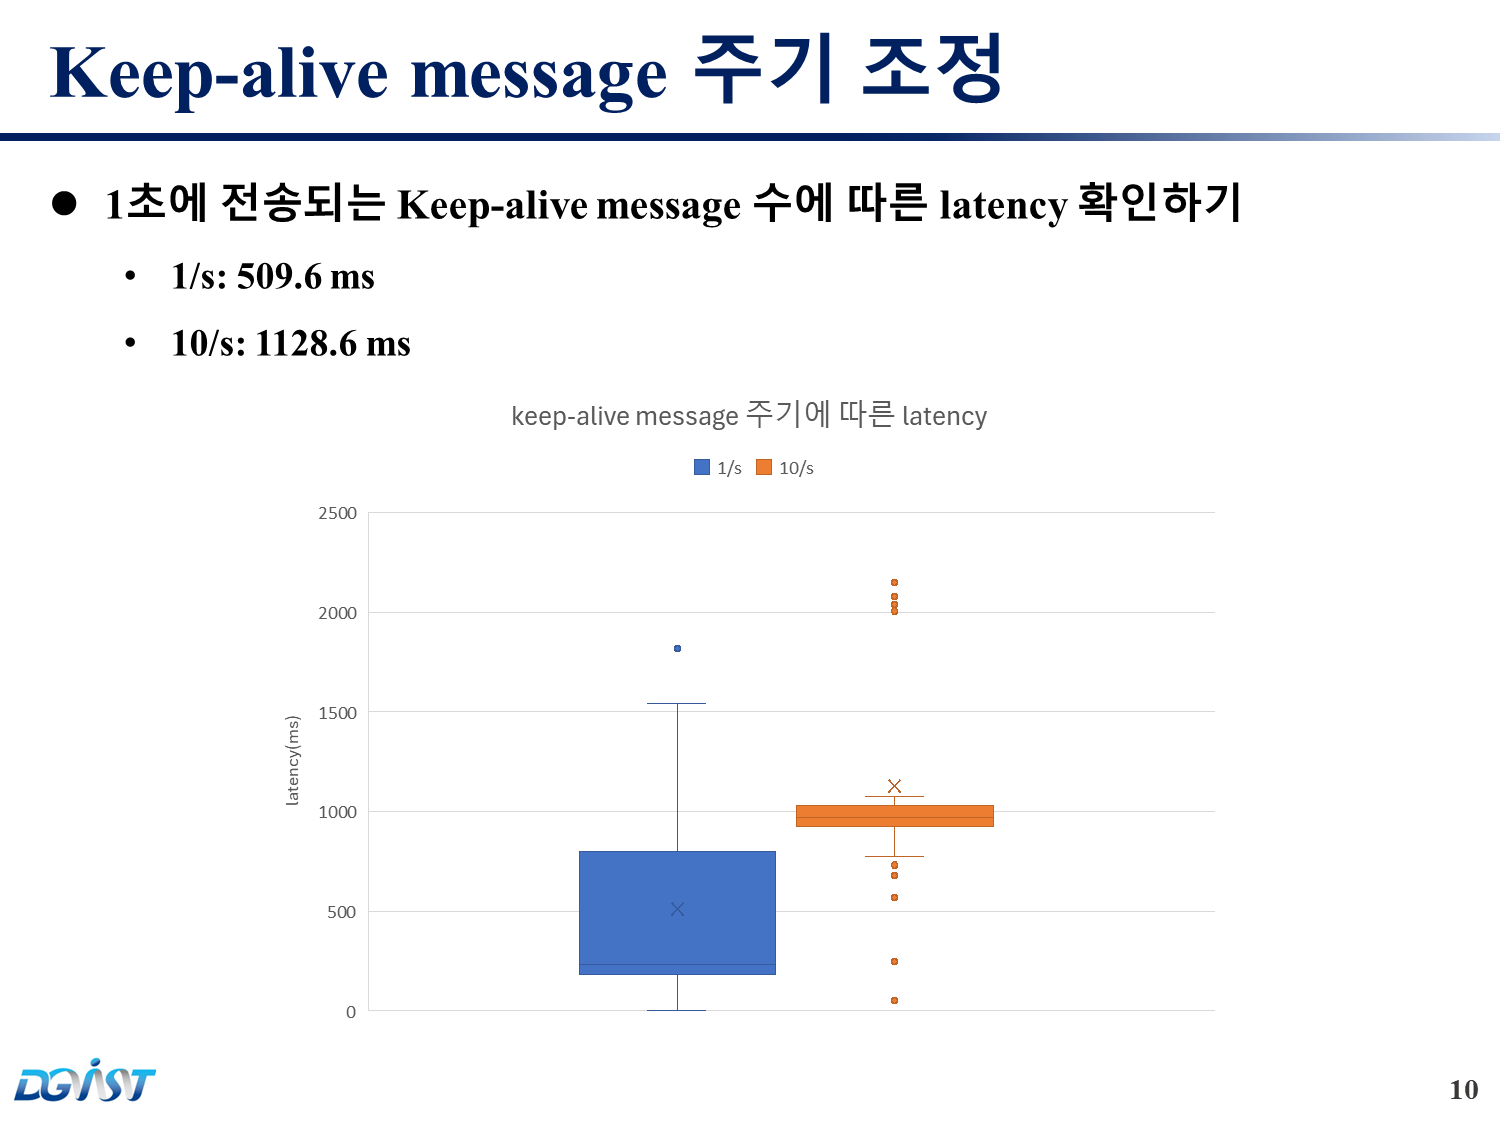 Keep-alive message 주기 조정
● 1초에 전송되는 Keep-alive message 수에 따른 latency 확인하기
• 1/s: 509.6 ms
• 10/s: 1128.6 ms
keep-alive message 주기에 따른 latency
1/s 10/s
2500
2000
1500
1000
500
0
latency(ms)
DGIST
10